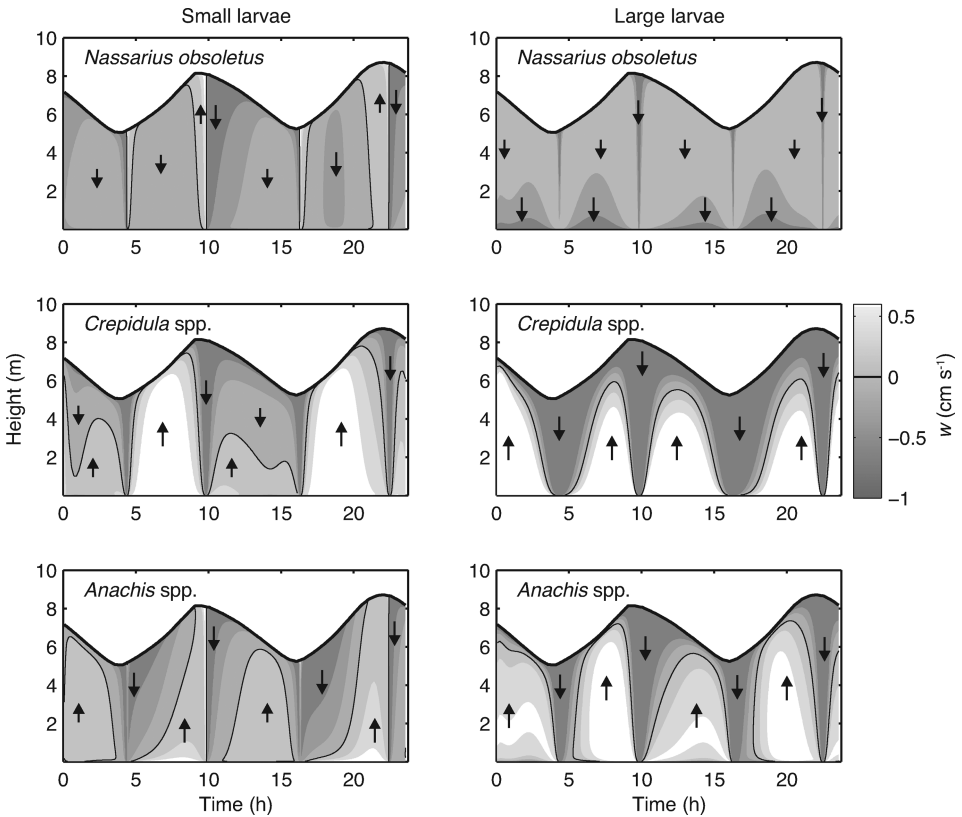 Small larvae
Large larvae
10
8
6
4
2
0 5 10 15 20
Nassarius obsoletus
10
8
6
4
2
0 5 10 15 20
Nassarius obsoletus
Height (m)
10
8
6
4
2
0 5 10 15 20
Crepidula spp.
10
8
6
4
2
0 5 10 15 20
Crepidula spp.
0.5
0
−0.5
−1
w (cm s⁻¹)
10
8
6
4
2
0 5 10 15 20
Anachis spp.
Time (h)
10
8
6
4
2
0 5 10 15 20
Anachis spp.
Time (h)